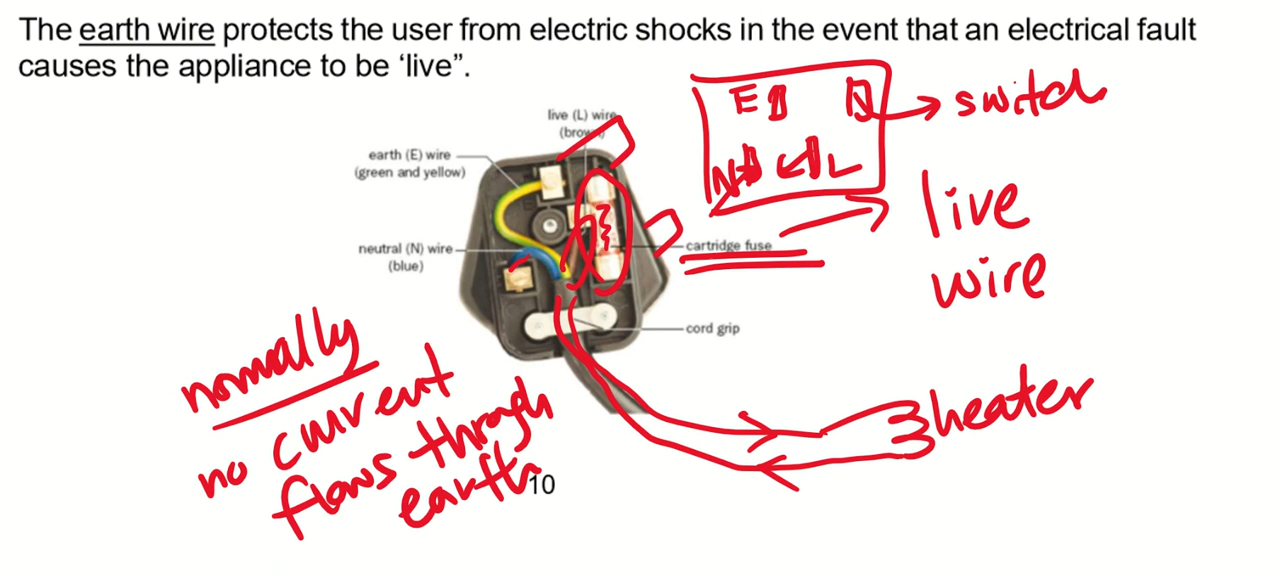 The earth wire protects the user from electric shocks in the event that an electrical fault
causes the appliance to be ‘live”.
live (L) wire
(brown)
earth (E) wire
(green and yellow)
neutral (N) wire
(blue)
cartridge fuse
cord grip
E
N
L
switch
live
wire
heater
normally
no current
flows through
earth
10